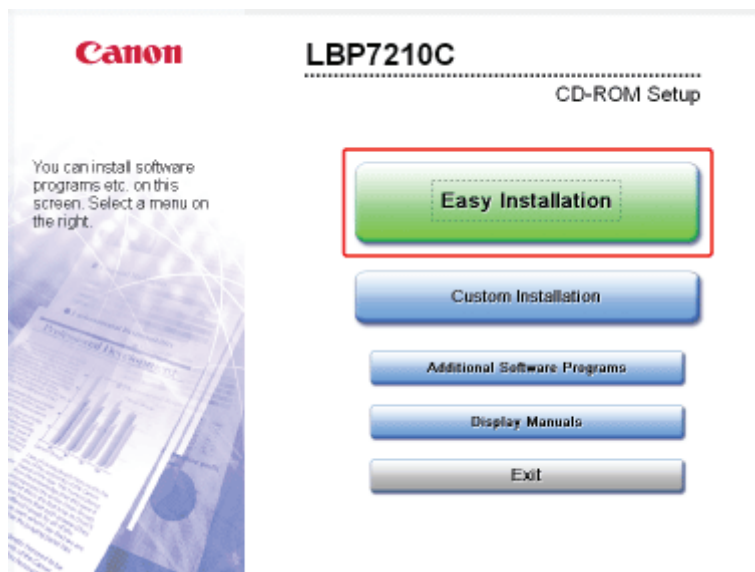 Canon
LBP7210C
CD-ROM Setup
You can install software
programs etc. on this
screen. Select a menu on
the right.
Easy Installation
Custom Installation
Additional Software Programs
Display Manuals
Exit